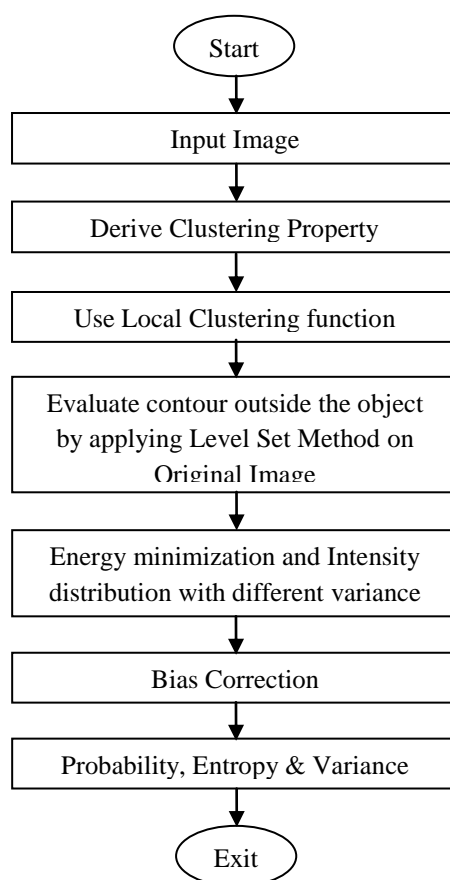 Start
Input Image
Derive Clustering Property
Use Local Clustering function
Evaluate contour outside the object
by applying Level Set Method on
Original Image
Energy minimization and Intensity
distribution with different variance
Bias Correction
Probability, Entropy & Variance
Exit